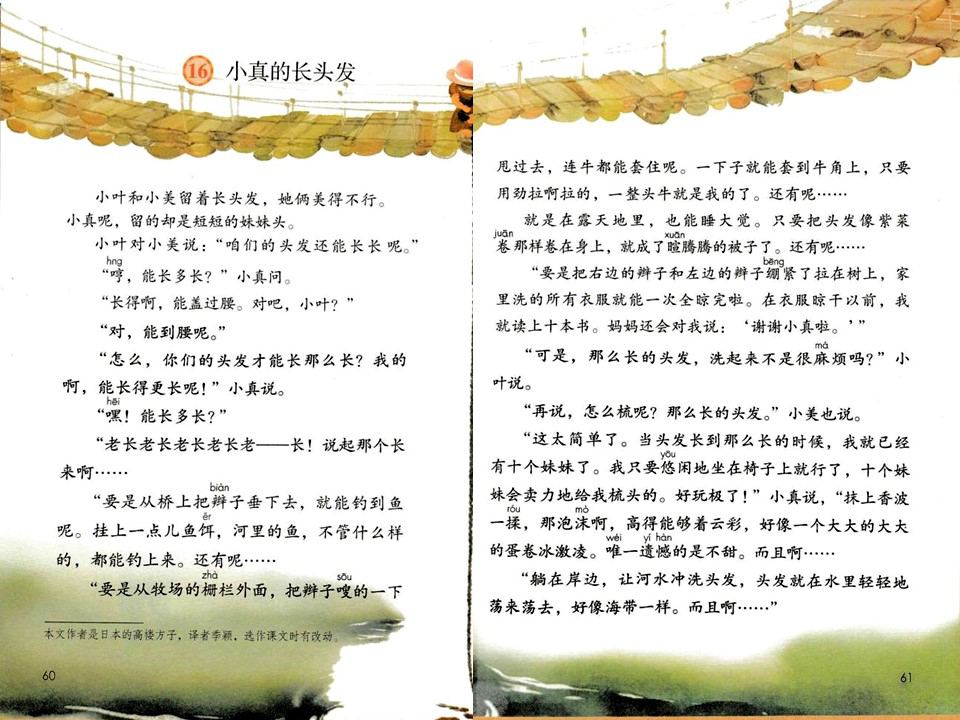 16 小真的长头发
小叶和小美留着长头发，她俩美得不行。
小真呢，留的却是短短的妹妹头。
小叶对小美说：“咱们的头发还能长长呢。”
hng
“哼，能长多长？”小真问。
“长得啊，能盖过腰。对吧，小叶？”
“对，能到腰呢。”
“怎么，你们的头发才能长那么长？我的
啊，能长得更长呢！”小真说。
hēi
“嘿！能长多长？”
“老长老长老长老长老——长！说起那个长
来啊……
biàn
“要是从桥上把辫子垂下去，就能钓到鱼
ěr
呢。挂上一点儿鱼饵，河里的鱼，不管什么样
的，都能钓上来。还有呢……
zhà sōu
“要是从牧场的栅栏外面，把辫子嗖的一下
本文作者是日本的高楼方子，译者季颖，选作课文时有改动。
60
甩过去，连牛都能套住呢。一下子就能套到牛角上，只要
用劲拉啊拉的，一整头牛就是我的了。还有呢……
就是在露天地里，也能睡大觉。只要把头发像紫菜
juǎn xuān
卷那样卷在身上，就成了暄腾腾的被子了。还有呢……
bēng
“要是把右边的辫子和左边的辫子绷紧了拉在树上，家
里洗的所有衣服就能一次全晾完啦。在衣服晾干以前，我
就读上十本书。妈妈还会对我说：‘谢谢小真啦。’”
má
“可是，那么长的头发，洗起来不是很麻烦吗？”小
叶说。
“再说，怎么梳呢？那么长的头发。”小美也说。
“这太简单了。当头发长到那么长的时候，我就已经
yōu
有十个妹妹了。我只要悠闲地坐在椅子上就行了，十个妹
妹会卖力地给我梳头的。好玩极了！”小真说，“抹上香波
róu mò
一揉，那泡沫啊，高得能够着云彩，好像一个大大的大大
wéi yí hàn
的蛋卷冰激凌。唯一遗憾的是不甜。而且啊……
“躺在岸边，让河水冲洗头发，头发就在水里轻轻地
荡来荡去，好像海带一样。而且啊……”
61